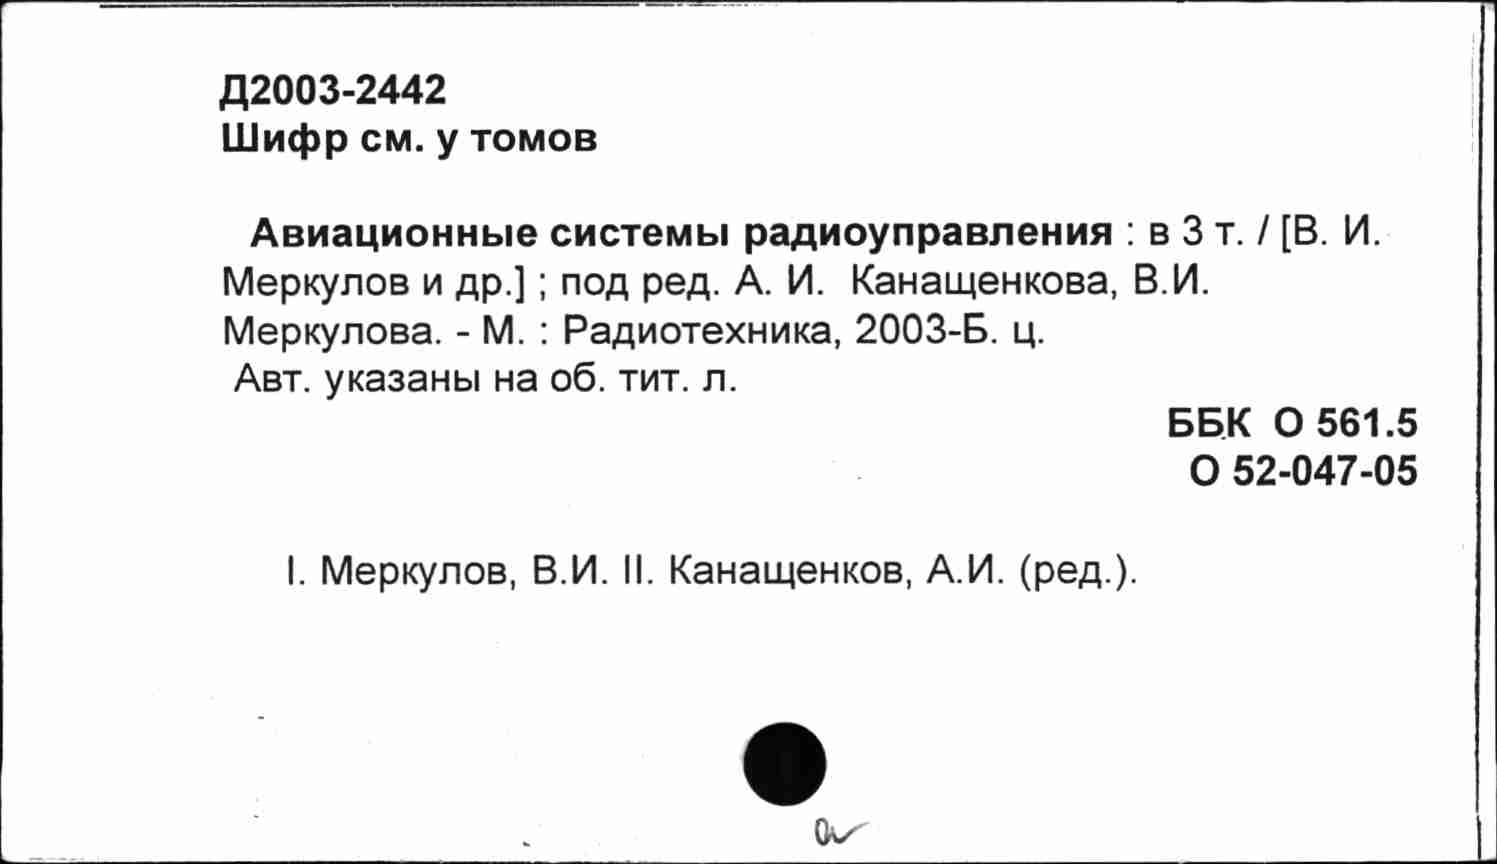 Д2003-2442
Шифр см. у томов
Авиационные системы радиоуправления : в 3 т. / [В. И.
Меркулов и др.] ; под ред. А. И. Канащенкова, В.И.
Меркулова. - М. : Радиотехника, 2003-Б. ц.
Авт. указаны на об. тит. л.
ББК О 561.5
О 52-047-05
I. Меркулов, В.И. II. Канащенков, А.И. (ред.).